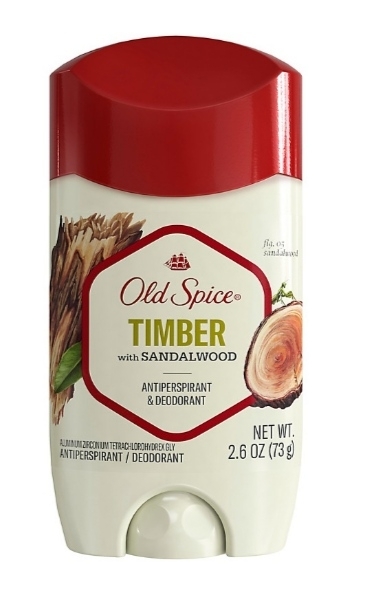 fig. 05
sandalwood
Old Spice®
TIMBER
with SANDALWOOD
ANTIPERSPIRANT
& DEODORANT
ALUMINUM ZIRCONIUM TETRACHLOROHYDREX GLY
ANTIPERSPIRANT / DEODORANT
NET WT.
2.6 OZ (73 g)